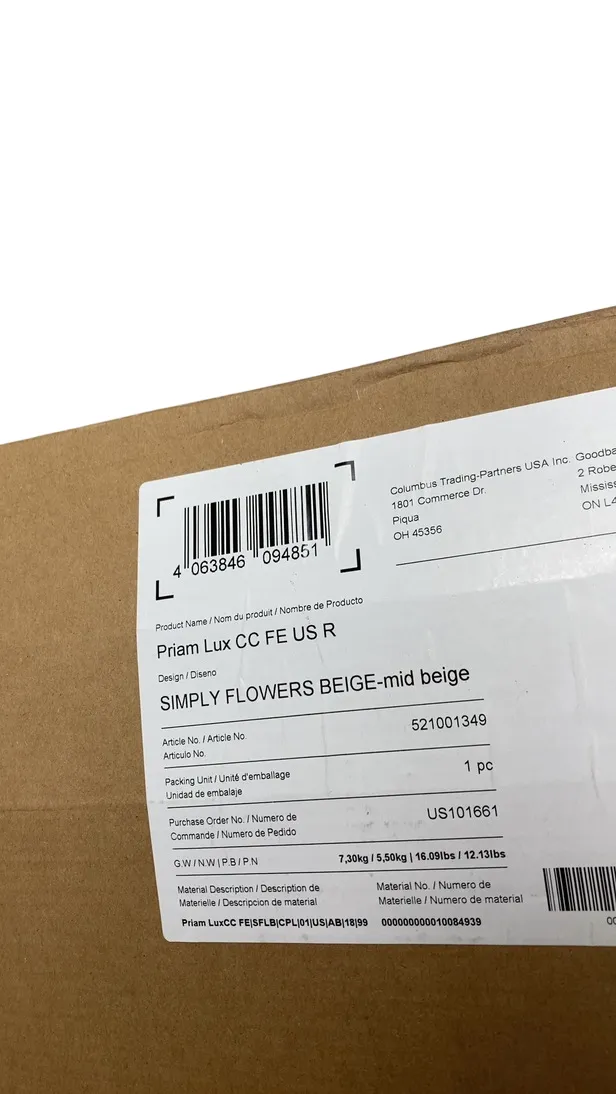 4 063846 094851
Columbus Trading-Partners USA Inc.
1801 Commerce Dr.
Piqua
OH 45356
2
ON
Product Name / Nom du produit / Nombre de Producto
Priam Lux CC FE US R
Design / Diseno
SIMPLY FLOWERS BEIGE-mid beige
Article No. / Article No.
Articulo No.
521001349
Packing Unit / Unité d'emballage
Unidad de embalaje
1 pc
Purchase Order No. / Numero de
Commande / Numero de Pedido
US101661
G.W / N.W | P.B / P.N
7,30kg / 5,50kg | 16.09lbs / 12.13lbs
Material Description / Description de
Materielle / Descripcion de material
Material No. / Numero de
Materielle / Numero de material
Priam LuxCC FE|SFLB|CPL|01|US|AB|18|99
000000000010084939